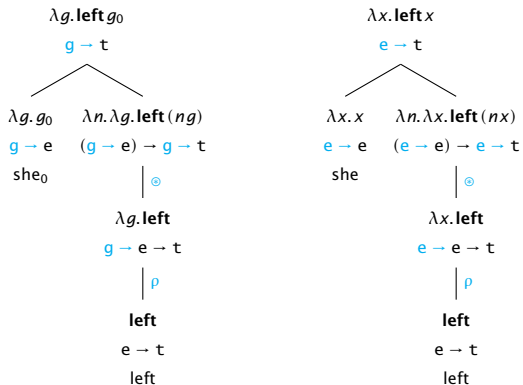 λg.left g₀
g → t
λg.g₀ λn.λg.left (ng)
g → e (g → e) → g → t
she₀ ⊛
λg.left
g → e → t
ρ
left
e → t
left
λx.left x
e → t
λx.x λn.λx.left (nx)
e → e (e → e) → e → t
she ⊛
λx.left
e → e → t
ρ
left
e → t
left